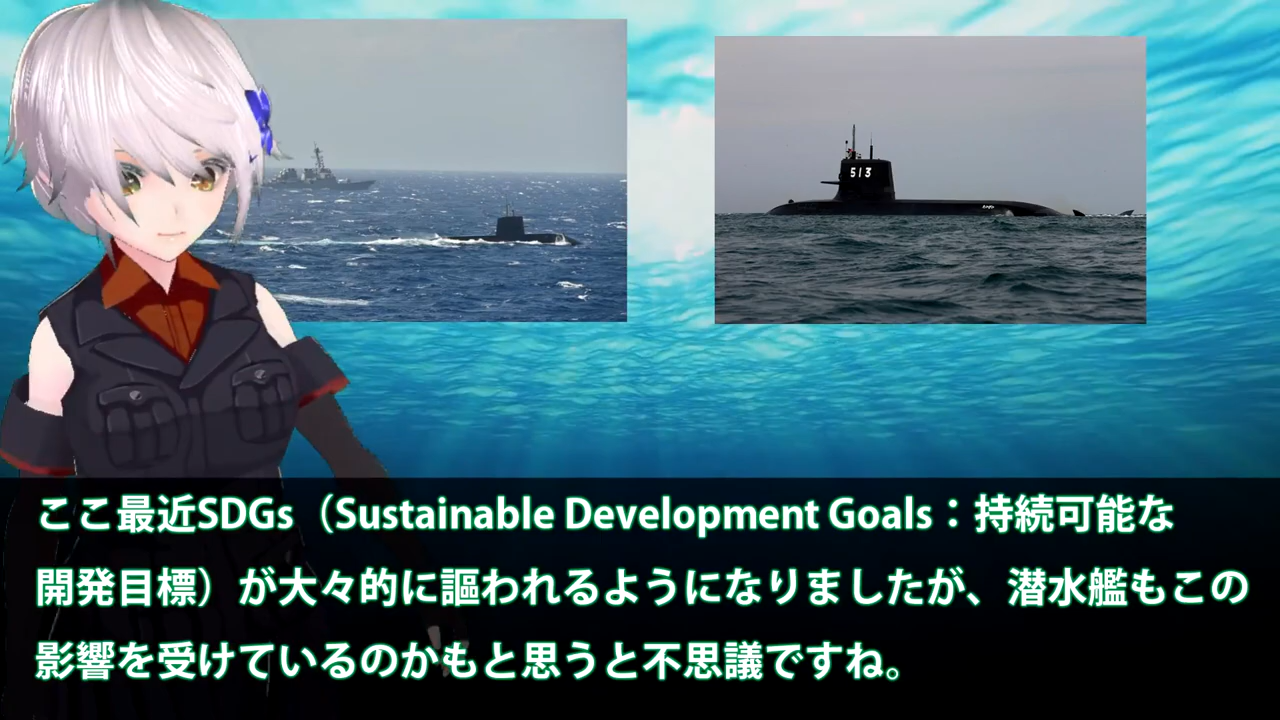 513
ここ最近SDGs（Sustainable Development Goals：持続可能な
開発目標）が大々的に謳われるようになりましたが、潜水艦もこの
影響を受けているのかもと思うと不思議ですね。